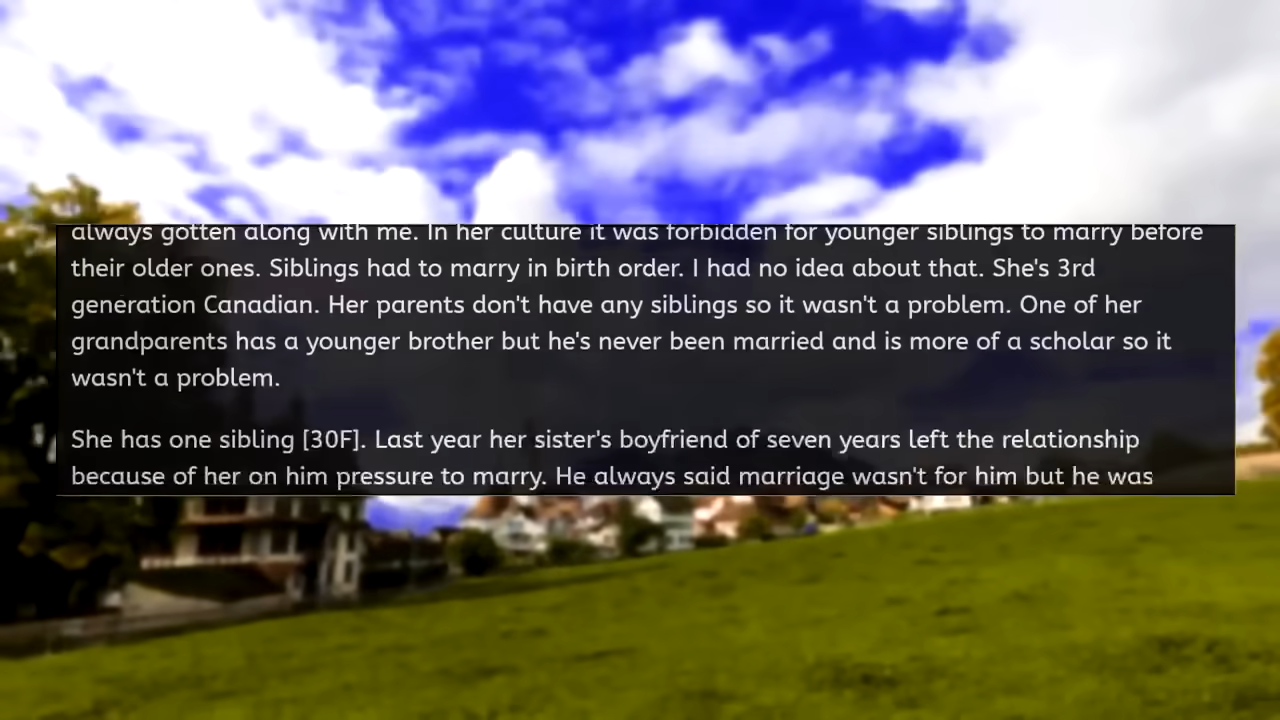 always gotten along with me. In her culture it was forbidden for younger siblings to marry before
their older ones. Siblings had to marry in birth order. I had no idea about that. She's 3rd
generation Canadian. Her parents don't have any siblings so it wasn't a problem. One of her
grandparents has a younger brother but he's never been married and is more of a scholar so it
wasn't a problem.
She has one sibling [30F]. Last year her sister's boyfriend of seven years left the relationship
because of her on him pressure to marry. He always said marriage wasn't for him but he was